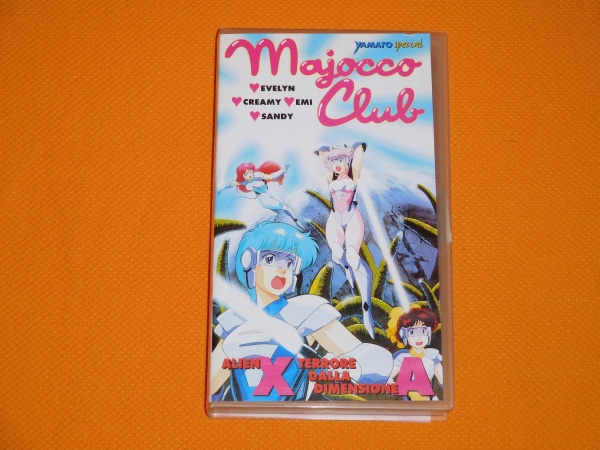 YAMATO special
Majocco
Club
♥EVELYN
♥CREAMY ♥EMI
♥SANDY
ALIEN X TERRORE
DALLA
DIMENSIONE A